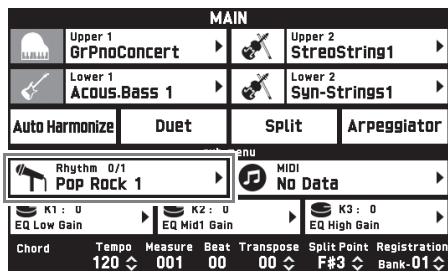 MAIN
Upper 1
GrPnoConcert
Upper 2
StreoString1
Lower 1
Acous.Bass 1
Lower 2
Syn-Strings1
Auto Harmonize
Duet
Split
Arpeggiator
menu
Rhythm 0/1
Pop Rock 1
MIDI
No Data
K1 : 0
EQ Low Gain
K2 : 0
EQ Mid1 Gain
K3 : 0
EQ High Gain
Chord Tempo Measure Beat Transpose Split Point Registration
120 001 00 00 F#3 Bank-01